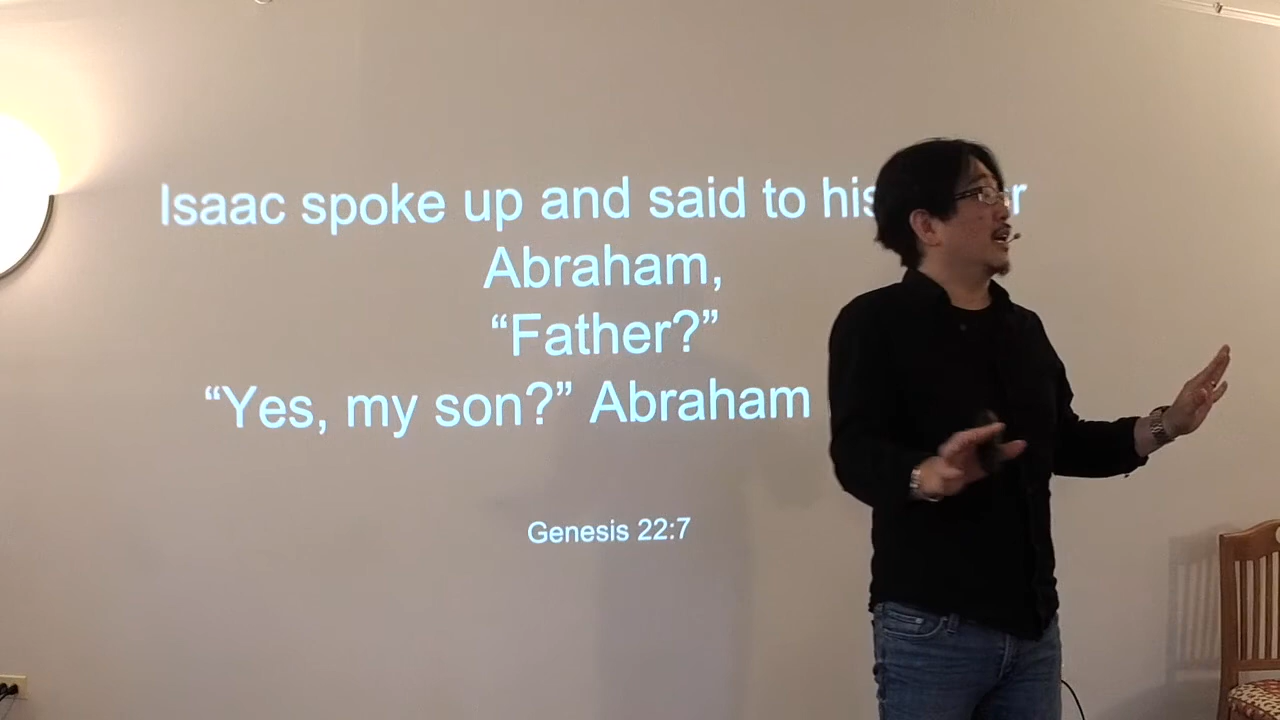 Isaac spoke up and said to his
Abraham,
“Father?”
“Yes, my son?” Abraham
Genesis 22:7